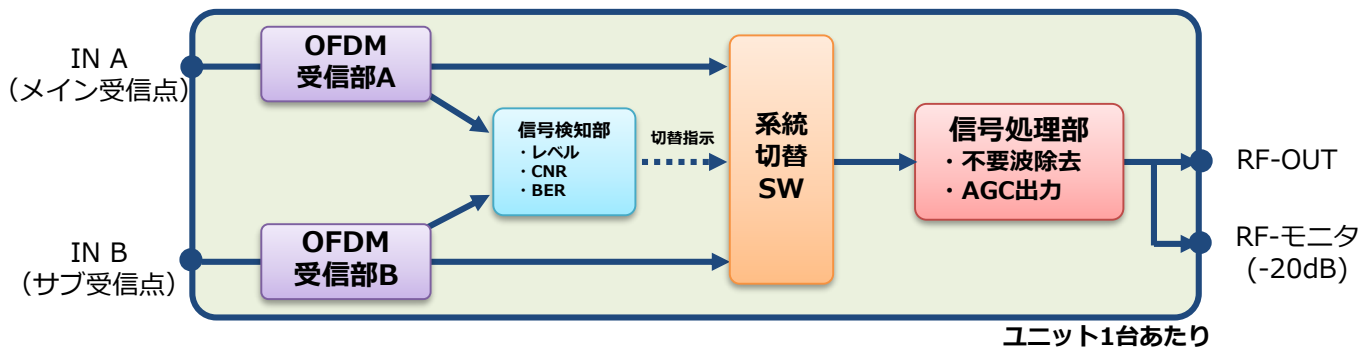 IN A
（メイン受信点）
OFDM
受信部A
信号検知部
・レベル
・CNR
・BER
切替指示
系統
切替
SW
信号処理部
・不要波除去
・AGC出力
RF-OUT
RF-モニタ
(-20dB)
IN B
（サブ受信点）
OFDM
受信部B
ユニット1台あたり